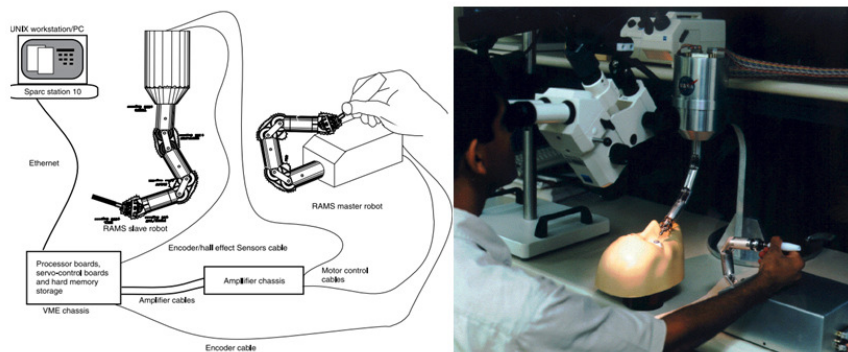 UNIX workstation/PC
Sparc station 10
Ethernet
RAMS slave robot
RAMS master robot
Encoder/hall effect Sensors cable
Processor boards,
servo-control boards
and hard memory
storage
VME chassis
Amplifier cables
Amplifier chassis
Motor control
cables
Encoder cable
NASA